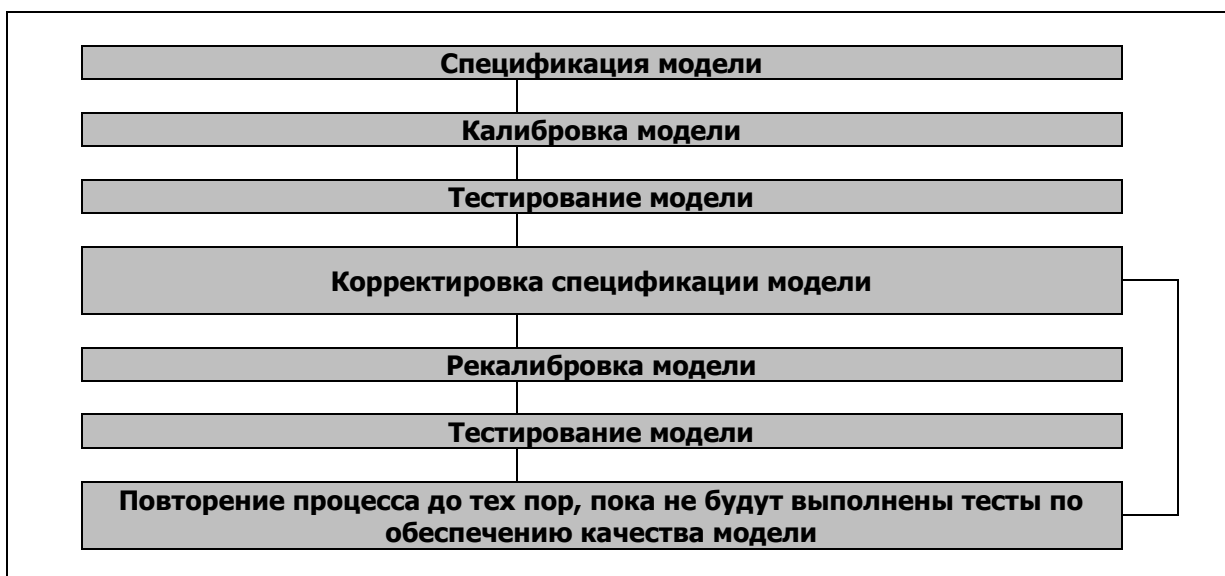 Спецификация модели
Калибровка модели
Тестирование модели
Корректировка спецификации модели
Рекалибровка модели
Тестирование модели
Повторение процесса до тех пор, пока не будут выполнены тесты по
обеспечению качества модели